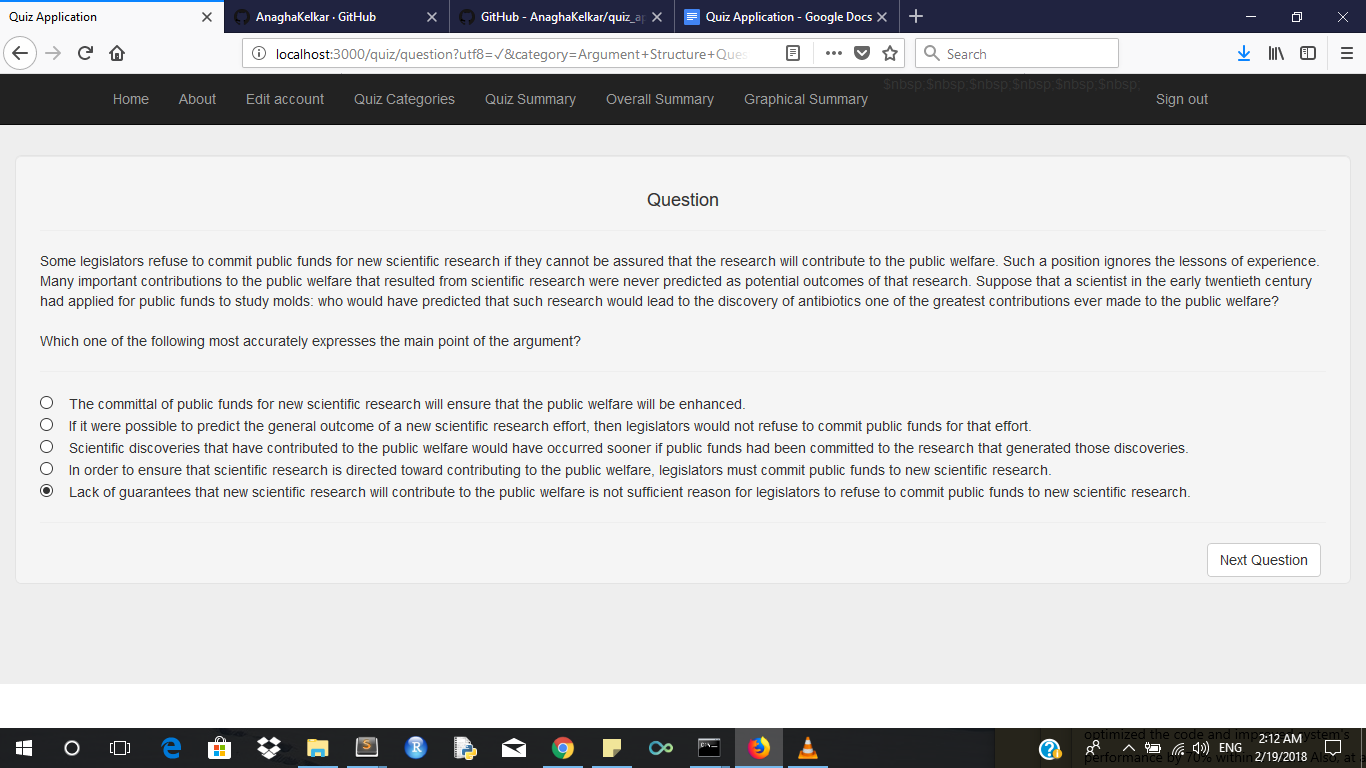 Quiz Application
AnaghaKelkar · GitHub
GitHub - AnaghaKelkar/quiz_ap
Quiz Application - Google Docs
localhost:3000/quiz/question?utf8=✓&category=Argument+Structure+Ques
Search
$nbsp;$nbsp;$nbsp;$nbsp;$nbsp;$nbsp;
Home About Edit account Quiz Categories Quiz Summary Overall Summary Graphical Summary Sign out
Question
Some legislators refuse to commit public funds for new scientific research if they cannot be assured that the research will contribute to the public welfare. Such a position ignores the lessons of experience.
Many important contributions to the public welfare that resulted from scientific research were never predicted as potential outcomes of that research. Suppose that a scientist in the early twentieth century
had applied for public funds to study molds: who would have predicted that such research would lead to the discovery of antibiotics one of the greatest contributions ever made to the public welfare?
Which one of the following most accurately expresses the main point of the argument?
The committal of public funds for new scientific research will ensure that the public welfare will be enhanced.
If it were possible to predict the general outcome of a new scientific research effort, then legislators would not refuse to commit public funds for that effort.
Scientific discoveries that have contributed to the public welfare would have occurred sooner if public funds had been committed to the research that generated those discoveries.
In order to ensure that scientific research is directed toward contributing to the public welfare, legislators must commit public funds to new scientific research.
Lack of guarantees that new scientific research will contribute to the public welfare is not sufficient reason for legislators to refuse to commit public funds to new scientific research.
Next Question
optimized the code and system's
performance by 70% within Also. at a
ENG
2:12 AM
2/19/2018